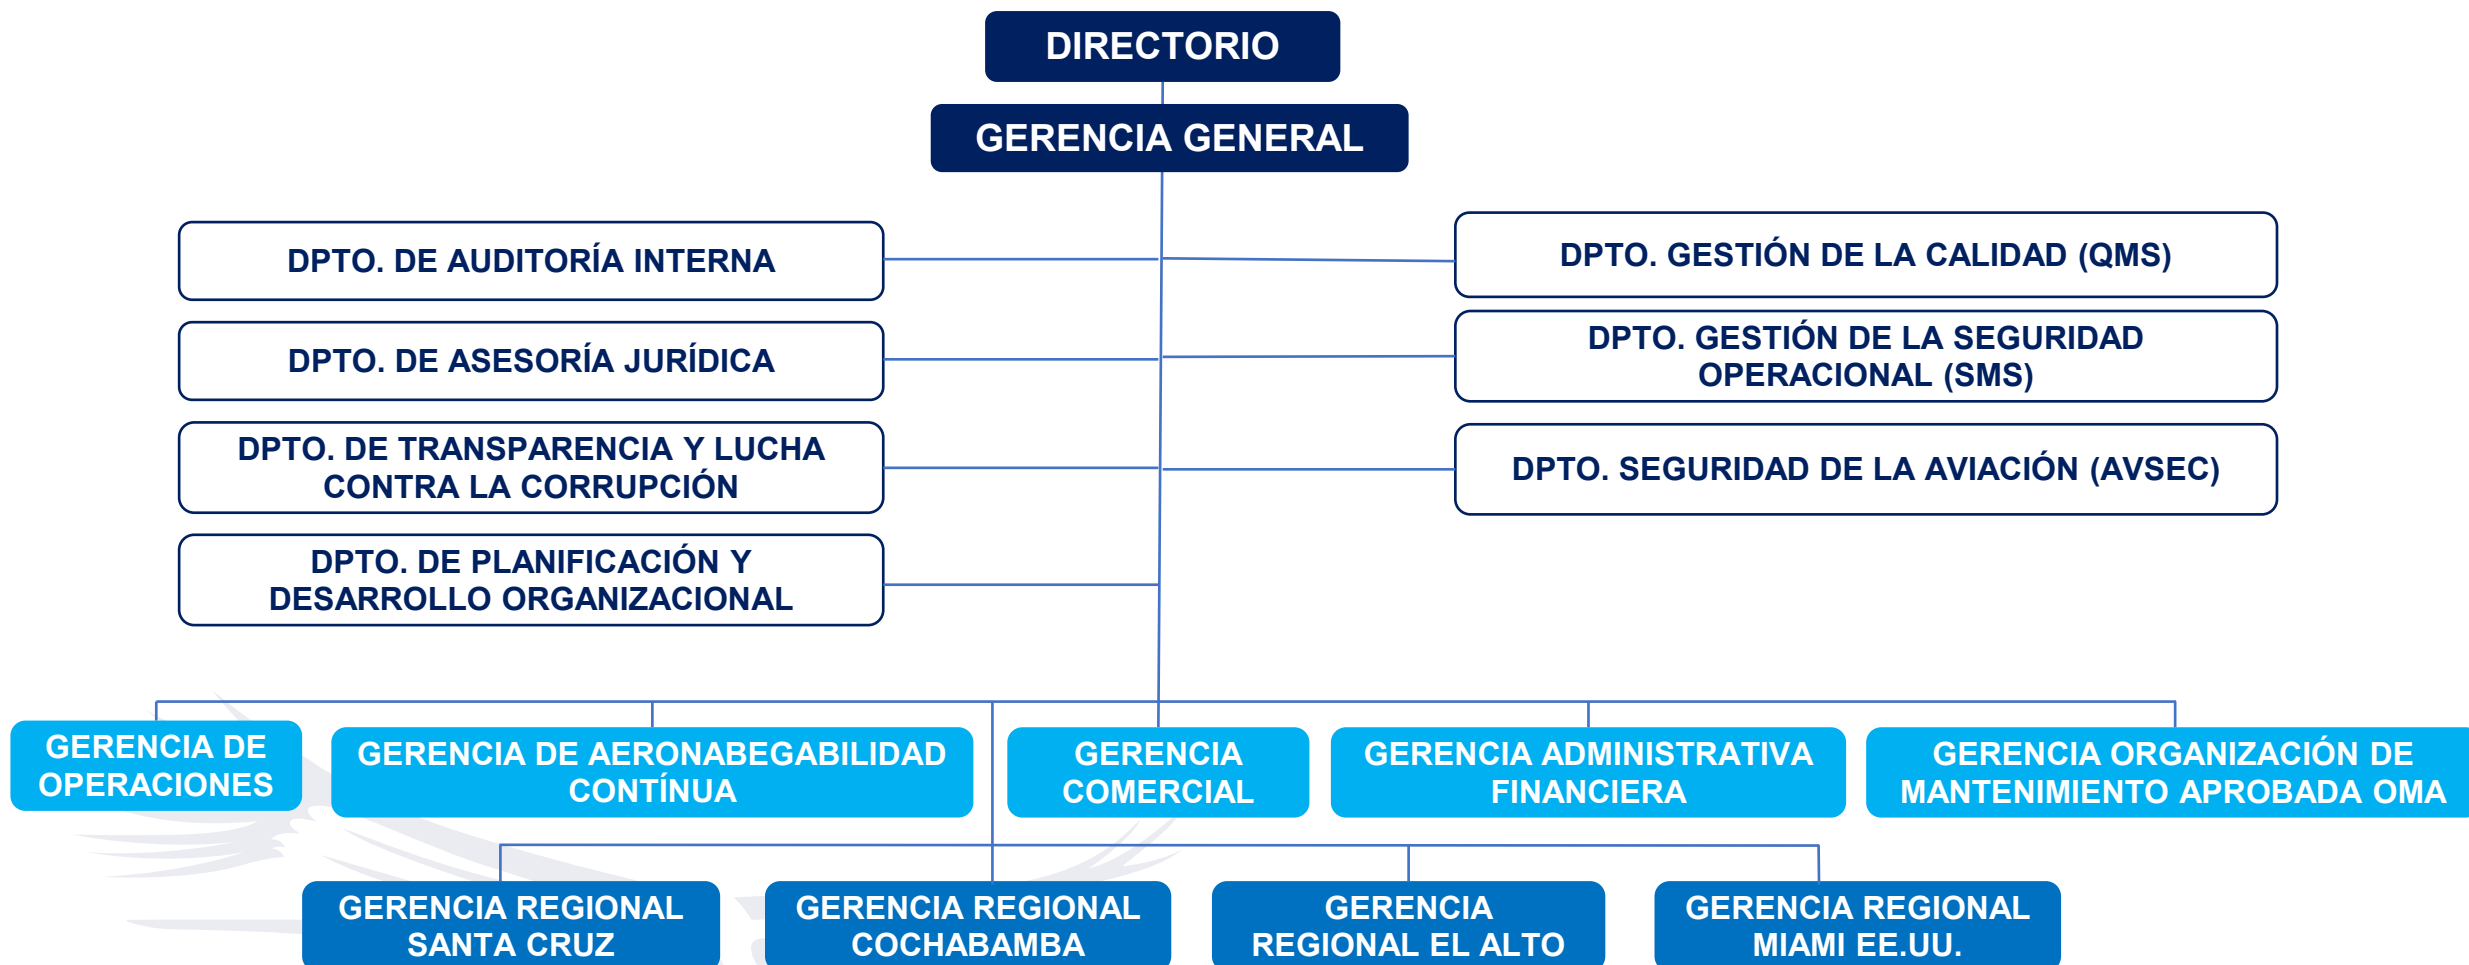 DIRECTORIO
GERENCIA GENERAL
DPTO. DE AUDITORÍA INTERNA
DPTO. GESTIÓN DE LA CALIDAD (QMS)
DPTO. DE ASESORÍA JURÍDICA
DPTO. GESTIÓN DE LA SEGURIDAD
OPERACIONAL (SMS)
DPTO. DE TRANSPARENCIA Y LUCHA
CONTRA LA CORRUPCIÓN
DPTO. SEGURIDAD DE LA AVIACIÓN (AVSEC)
DPTO. DE PLANIFICACIÓN Y
DESARROLLO ORGANIZACIONAL
GERENCIA DE
OPERACIONES
GERENCIA DE AERONABEGABILIDAD
CONTÍNUA
GERENCIA
COMERCIAL
GERENCIA ADMINISTRATIVA
FINANCIERA
GERENCIA ORGANIZACIÓN DE
MANTENIMIENTO APROBADA OMA
GERENCIA REGIONAL
SANTA CRUZ
GERENCIA REGIONAL
COCHABAMBA
GERENCIA
REGIONAL EL ALTO
GERENCIA REGIONAL
MIAMI EE.UU.